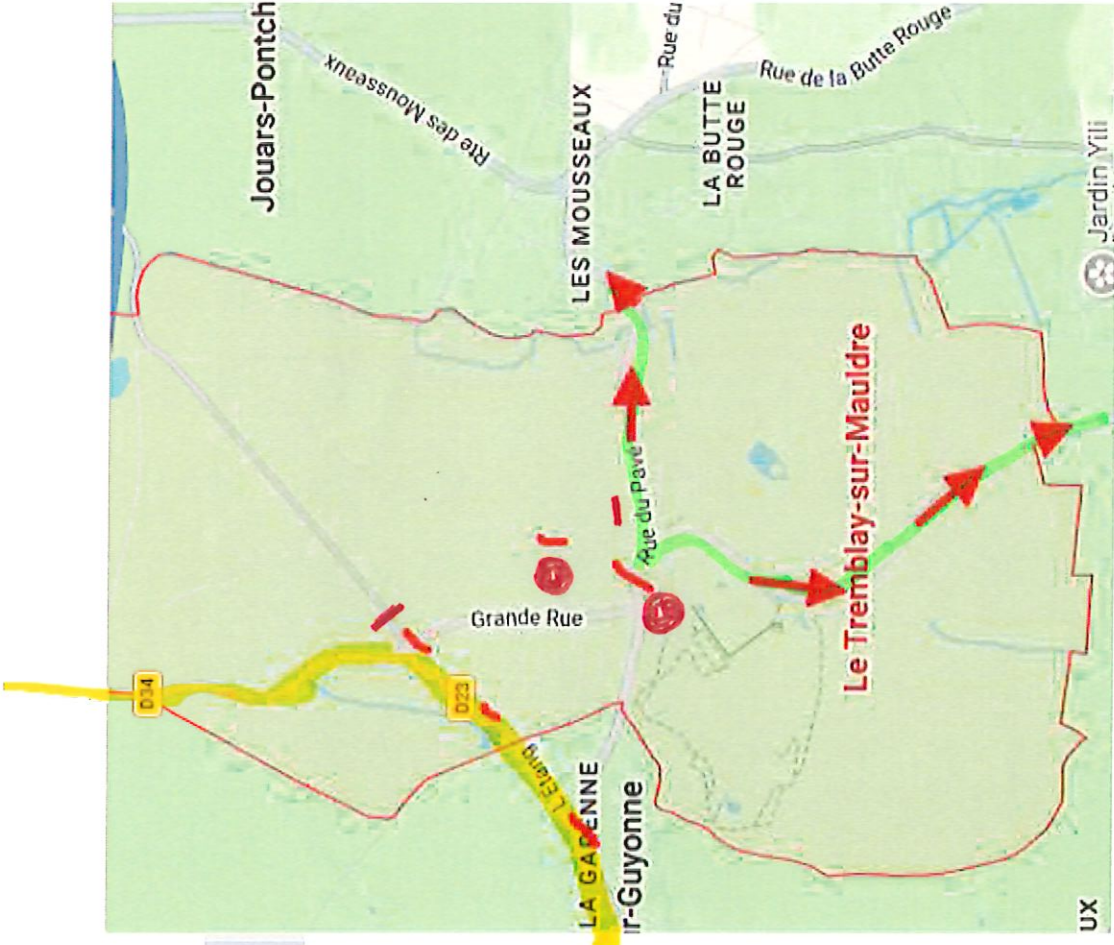 Jouars-Pontch
Rte des Mousseaux
Rue du
Rue de la Butte Rouge
LES MOUSSEAUX
LA BUTTE
ROUGE
Jardin Yili
D34
D23
Grande Rue
Rue du Pavé
Le Tremblay-sur-Mauldre
L'Étang
LA GARENNE
r-Guyonne
UX